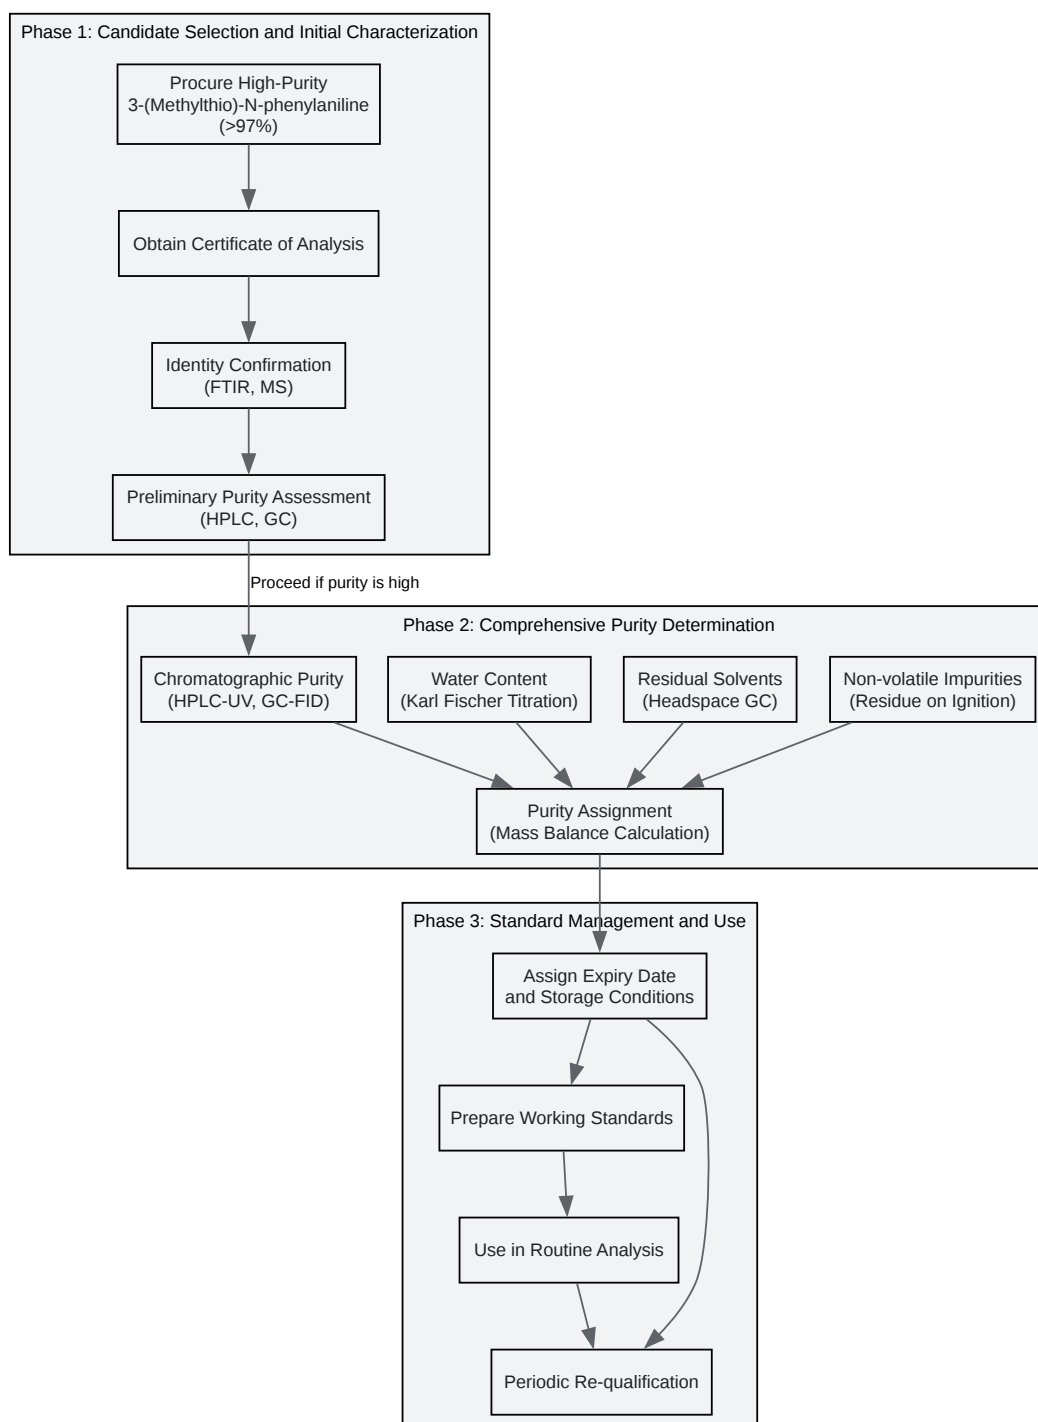 Phase 1: Candidate Selection and Initial Characterization
Procure High-Purity
3-(Methylthio)-N-phenylaniline
(>97%)
Obtain Certificate of Analysis
Identity Confirmation
(FTIR, MS)
Preliminary Purity Assessment
(HPLC, GC)
Proceed if purity is high
Phase 2: Comprehensive Purity Determination
Chromatographic Purity
(HPLC-UV, GC-FID)
Water Content
(Karl Fischer Titration)
Residual Solvents
(Headspace GC)
Non-volatile Impurities
(Residue on Ignition)
Purity Assignment
(Mass Balance Calculation)
Phase 3: Standard Management and Use
Assign Expiry Date
and Storage Conditions
Prepare Working Standards
Use in Routine Analysis
Periodic Re-qualification